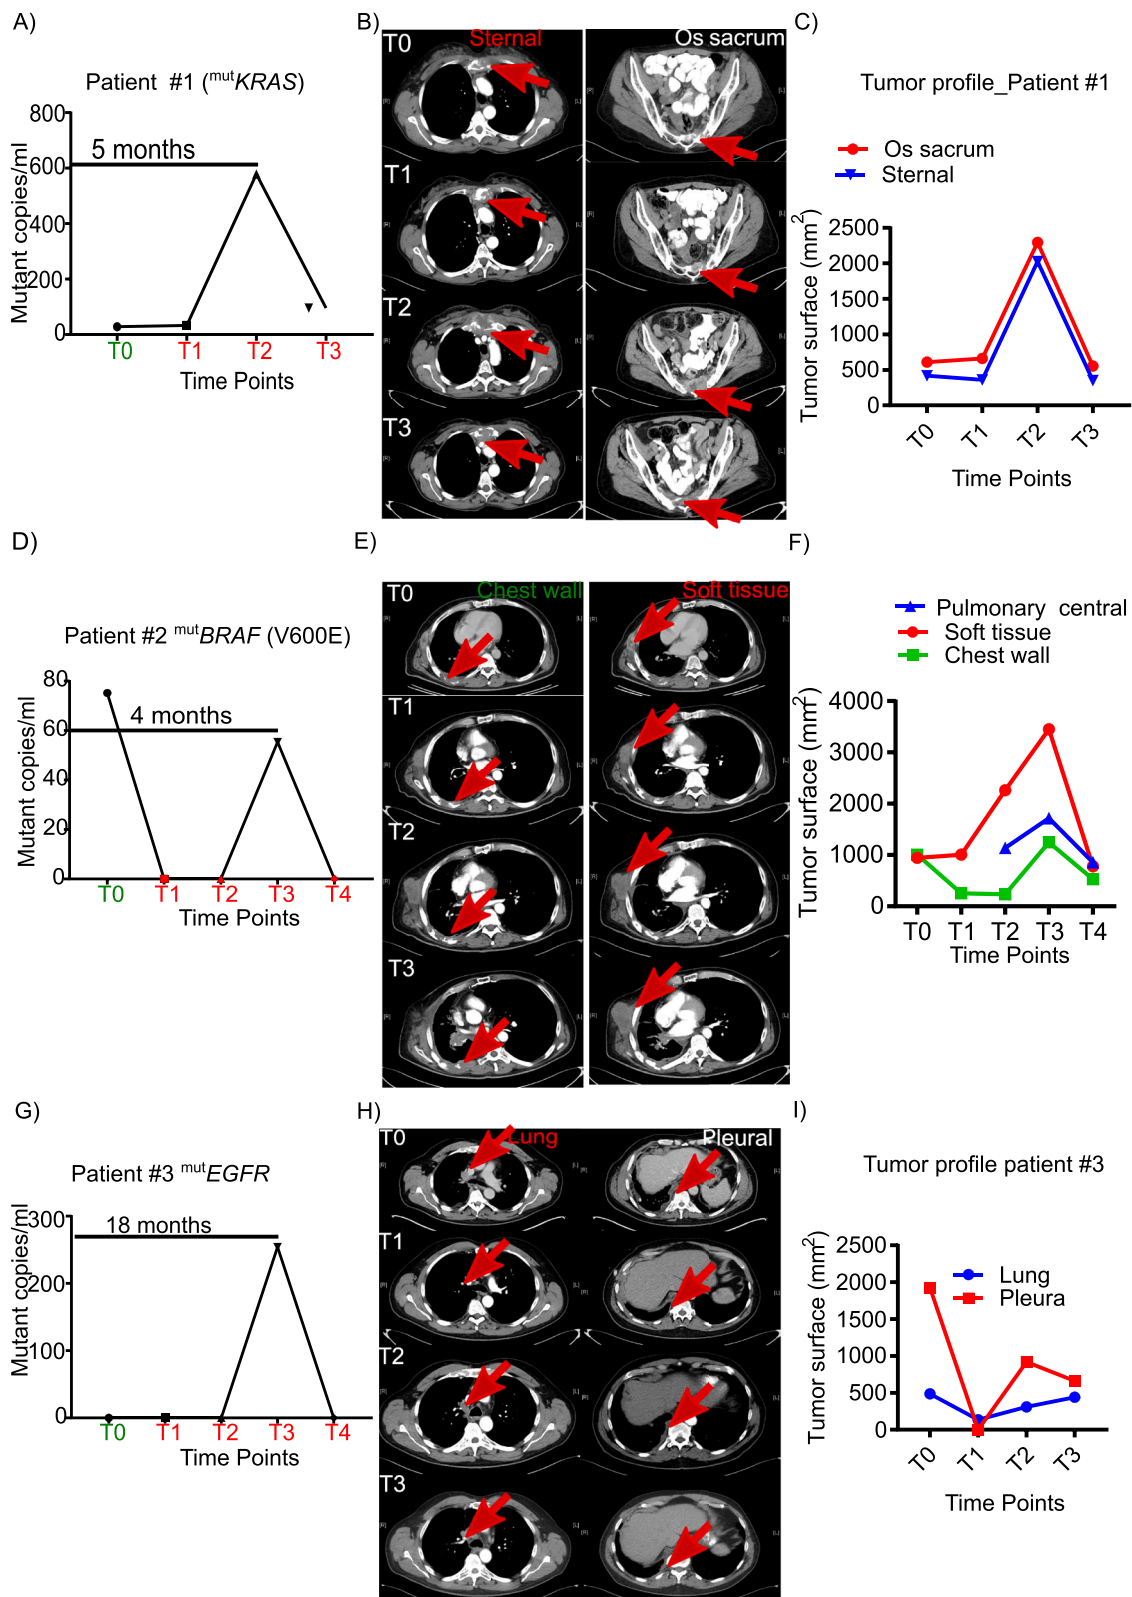 A)
Patient #1 (mutKRAS)
800
600
400
200
0
Mutant copies/ml
5 months
T0
T1
T2
T3
Time Points
B)
T0
Sternal
Os sacrum
T1
T2
T3
C)
Tumor profile_Patient #1
Os sacrum
Sternal
2500
2000
1500
1000
500
0
Tumor surface (mm2)
T0
T1
T2
T3
Time Points
D)
Patient #2 mutBRAF (V600E)
80
60
40
20
0
Mutant copies/ml
4 months
T0
T1
T2
T3
T4
Time Points
E)
T0
Chest wall
Soft tissue
T1
T2
T3
F)
Pulmonary central
Soft tissue
Chest wall
4000
3000
2000
1000
0
Tumor surface (mm2)
T0
T1
T2
T3
T4
Time Points
G)
Patient #3 mutEGFR
300
200
100
0
Mutant copies/ml
18 months
T0
T1
T2
T3
T4
Time Points
H)
T0
Lung
Pleural
T1
T2
T3
I)
Tumor profile patient #3
Lung
Pleura
2500
2000
1500
1000
500
0
Tumor surface (mm2)
T0
T1
T2
T3
Time Points